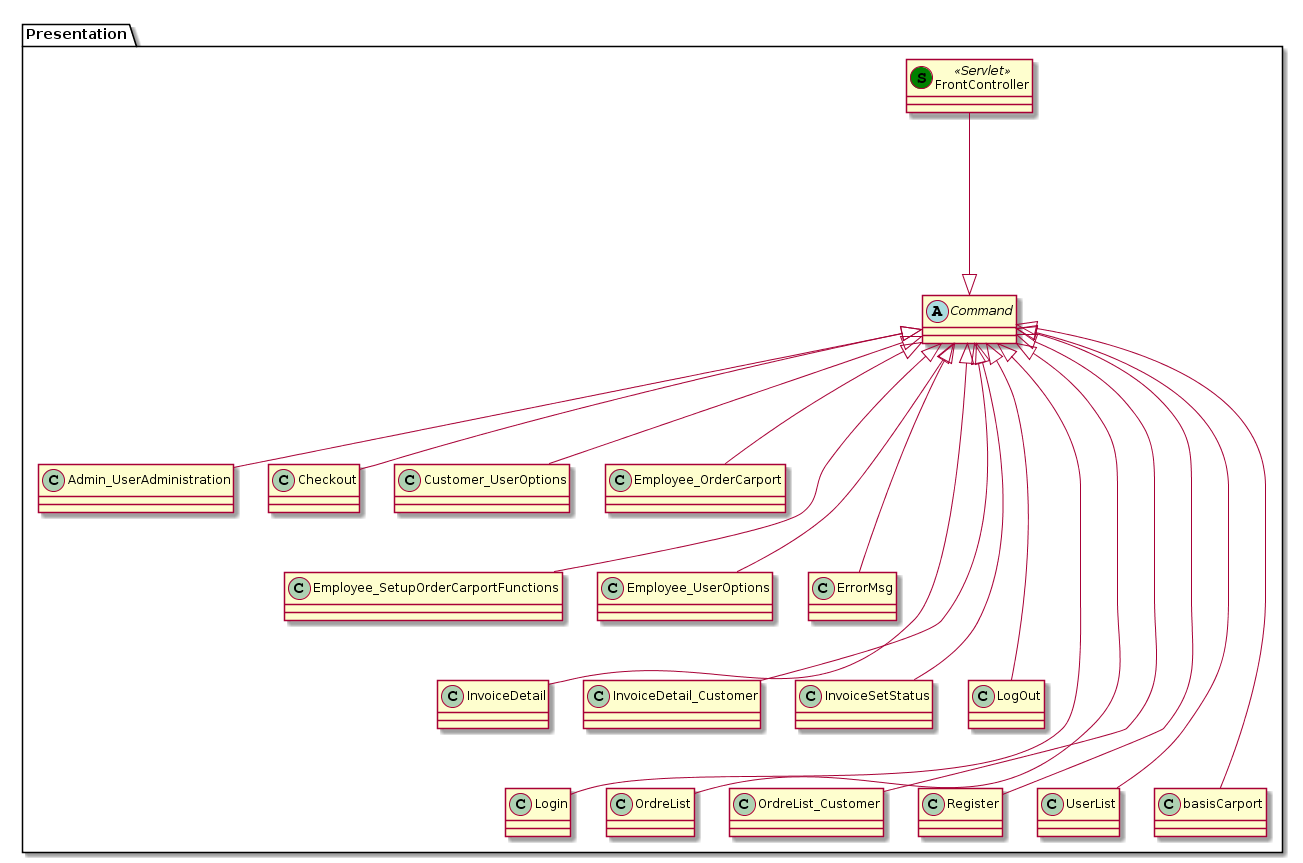 Presentation
S «Servlet»
FrontController
A Command
C Admin_UserAdministration
C Checkout
C Customer_UserOptions
C Employee_OrderCarport
C Employee_SetupOrderCarportFunctions
C Employee_UserOptions
C ErrorMsg
C InvoiceDetail
C InvoiceDetail_Customer
C InvoiceSetStatus
C LogOut
C Login
C OrdreList
C OrdreList_Customer
C Register
C UserList
C basisCarport